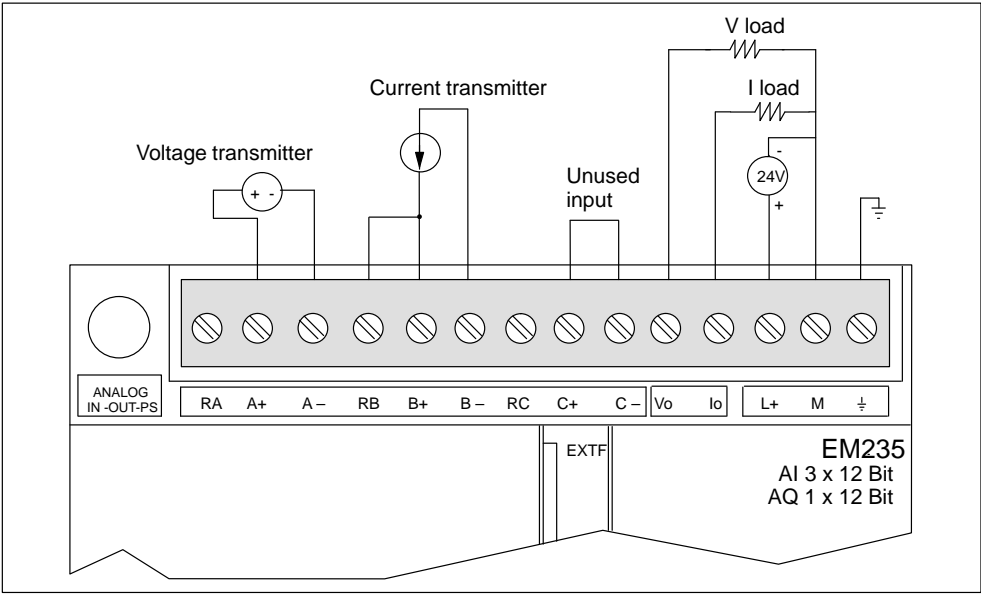 V load
I load
Current transmitter
Voltage transmitter
Unused
input
-
24V
+
+ -
ANALOG
IN -OUT-PS
RA A+ A – RB B+ B – RC C+ C – Vo Io L+ M
EXTF
EM235
AI 3 x 12 Bit
AQ 1 x 12 Bit